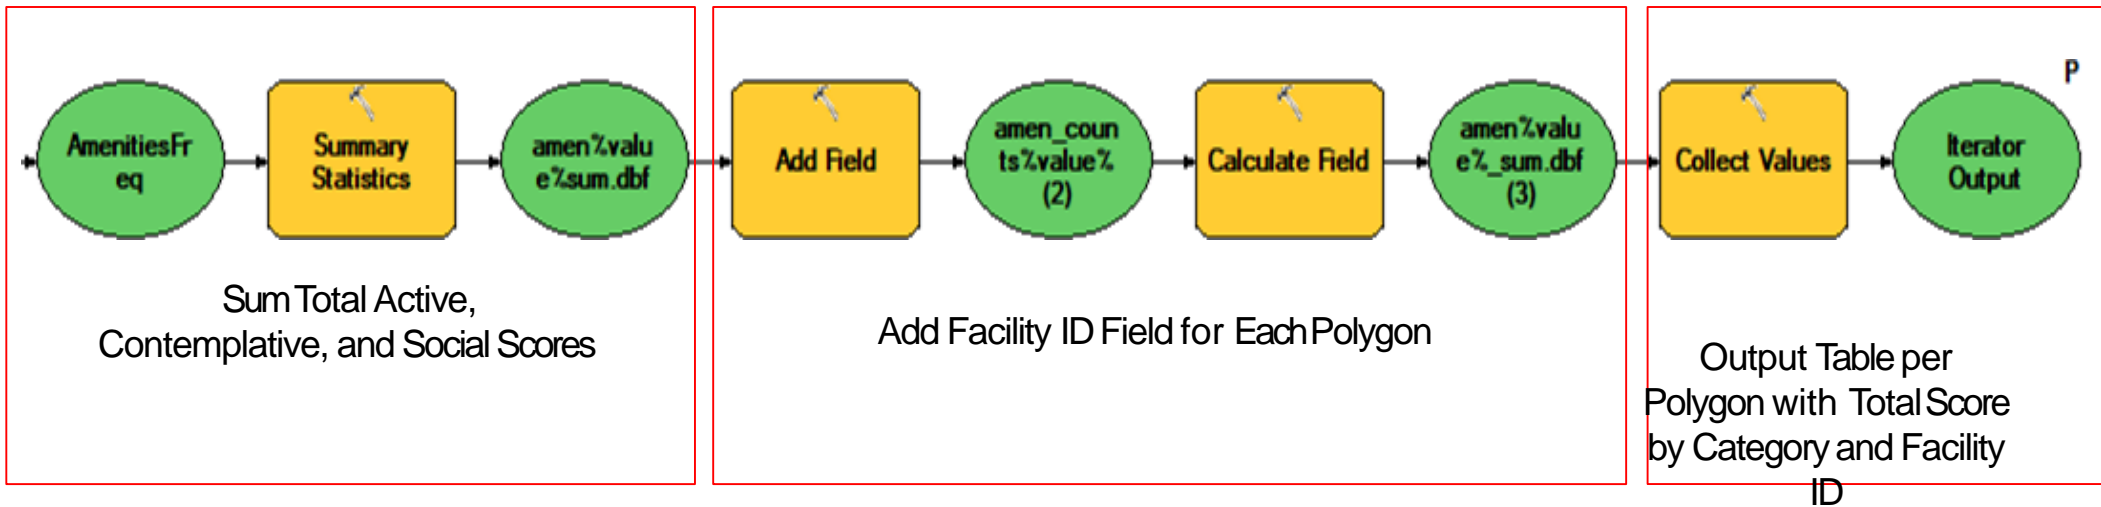 P
AmenitiesFr
eq
Summary
Statistics
amen%valu
e%sum.dbf
Add Field
amen_coun
ts%value%
(2)
Calculate Field
amen%valu
e%_sum.dbf
(3)
Collect Values
Iterator
Output
Sum Total Active,
Contemplative, and Social Scores
Add Facility ID Field for Each Polygon
Output Table per
Polygon with Total Score
by Category and Facility
ID